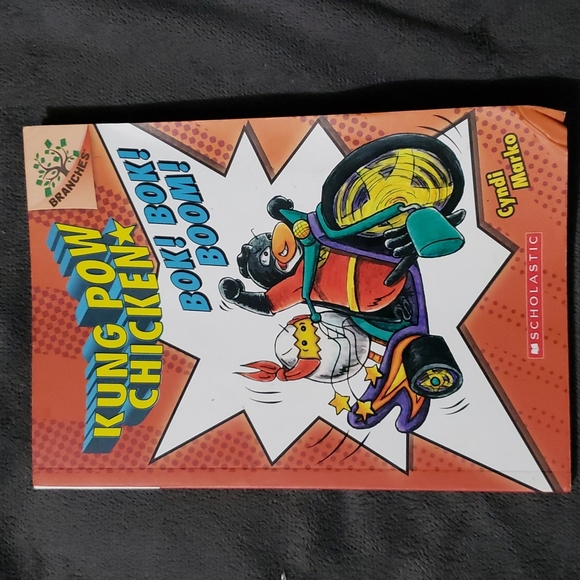 BRANCHES
KUNG POW
CHICKEN
BOK! BOK!
BOOM!
Cyndi
Marko
SCHOLASTIC